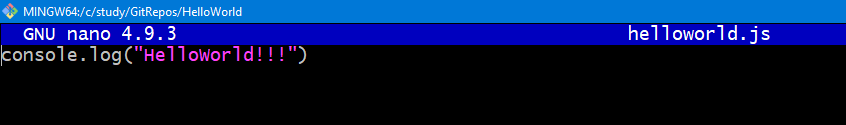 MINGW64:/c/study/GitRepos/HelloWorld
GNU nano 4.9.3 helloworld.js
console.log("HelloWorld!!!")